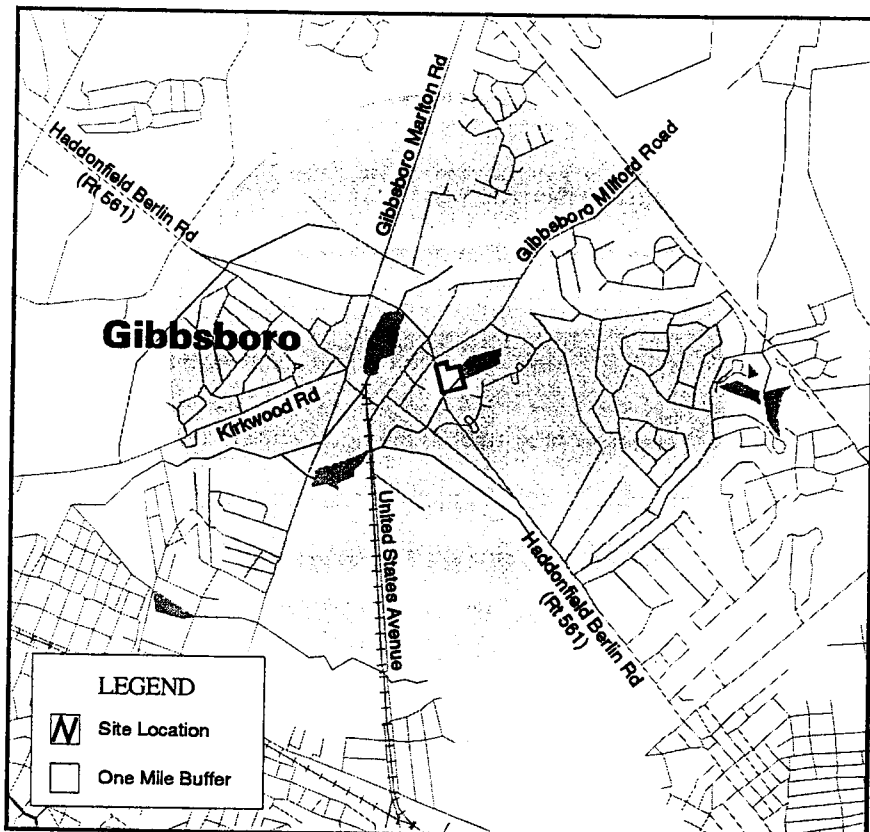 Gibbsboro Marlton Rd
Haddonfield Berlin Rd
(Rt 561)
Gibbsboro Milford Road
Gibbsboro
Kirkwood Rd
United States Avenue
Haddonfield Berlin Rd
(Rt 561)
LEGEND
Site Location
One Mile Buffer